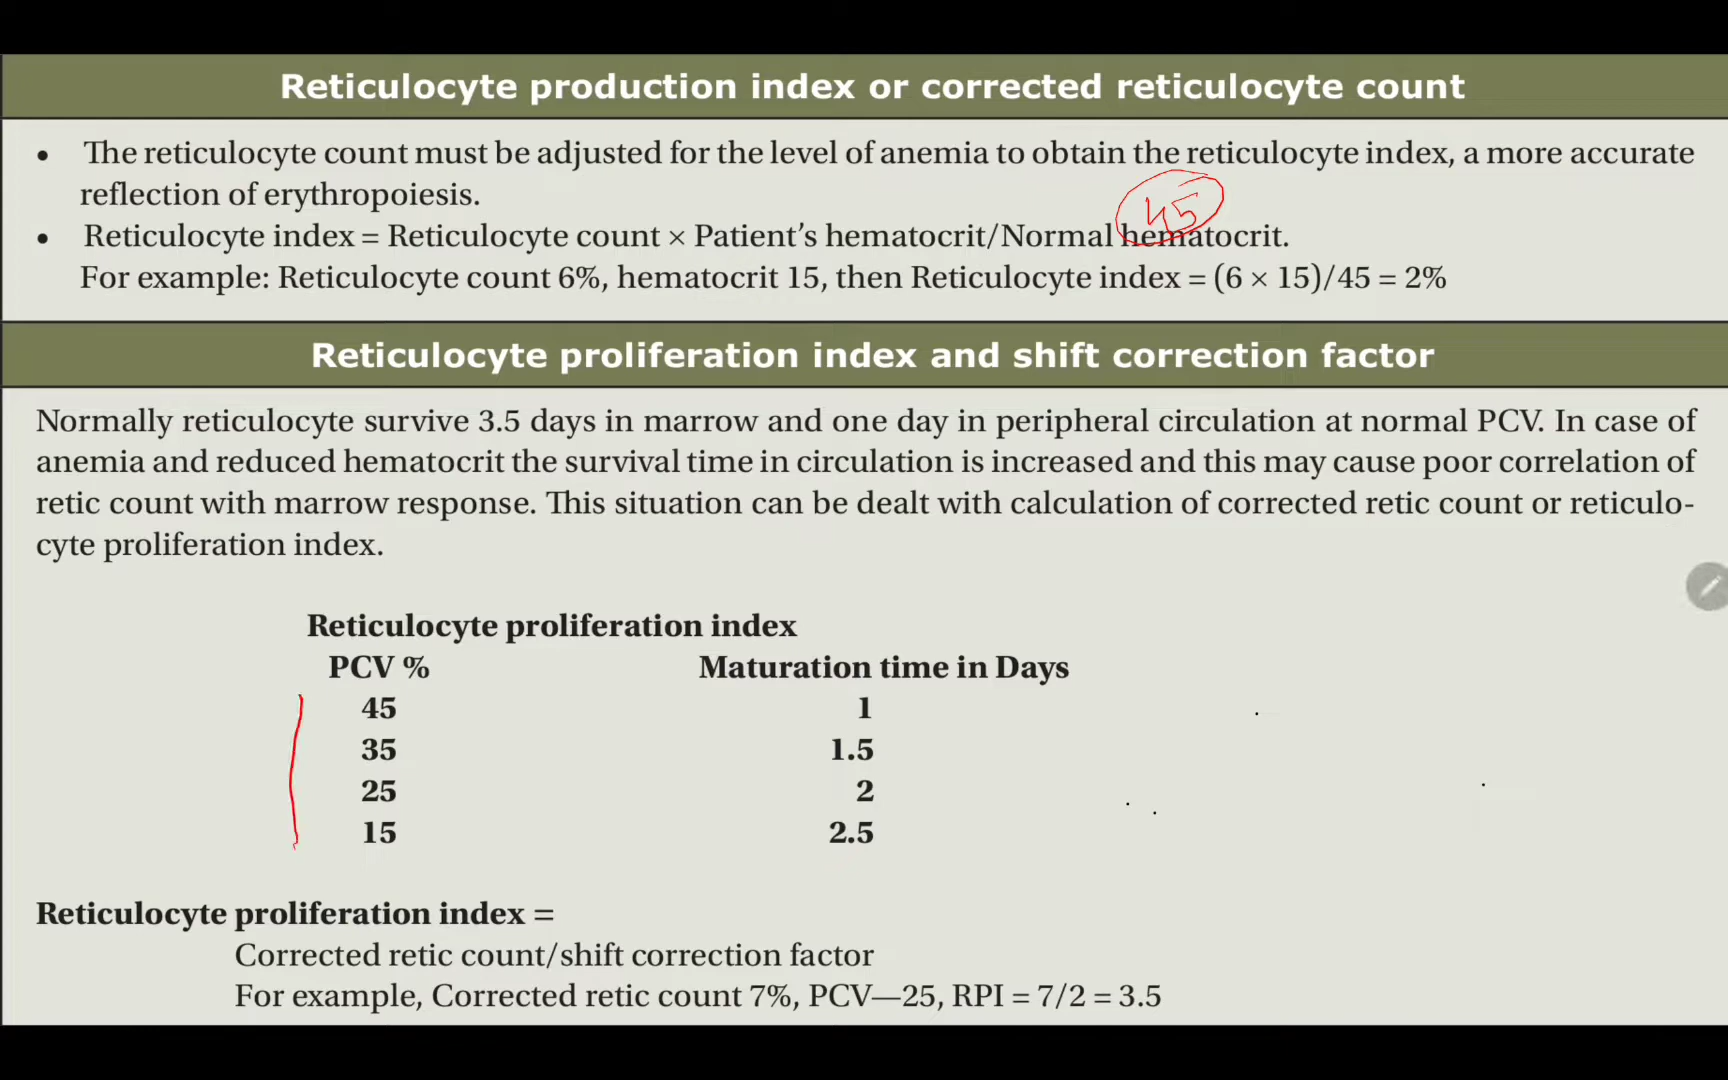 Reticulocyte production index or corrected reticulocyte count
• The reticulocyte count must be adjusted for the level of anemia to obtain the reticulocyte index, a more accurate
reflection of erythropoiesis.
45
• Reticulocyte index = Reticulocyte count × Patient’s hematocrit/Normal hematocrit.
For example: Reticulocyte count 6%, hematocrit 15, then Reticulocyte index = (6 × 15)/45 = 2%
Reticulocyte proliferation index and shift correction factor
Normally reticulocyte survive 3.5 days in marrow and one day in peripheral circulation at normal PCV. In case of
anemia and reduced hematocrit the survival time in circulation is increased and this may cause poor correlation of
retic count with marrow response. This situation can be dealt with calculation of corrected retic count or reticulo-
cyte proliferation index.
Reticulocyte proliferation index
PCV % Maturation time in Days
45 1
35 1.5
25 2
15 2.5
Reticulocyte proliferation index =
Corrected retic count/shift correction factor
For example, Corrected retic count 7%, PCV—25, RPI = 7/2 = 3.5